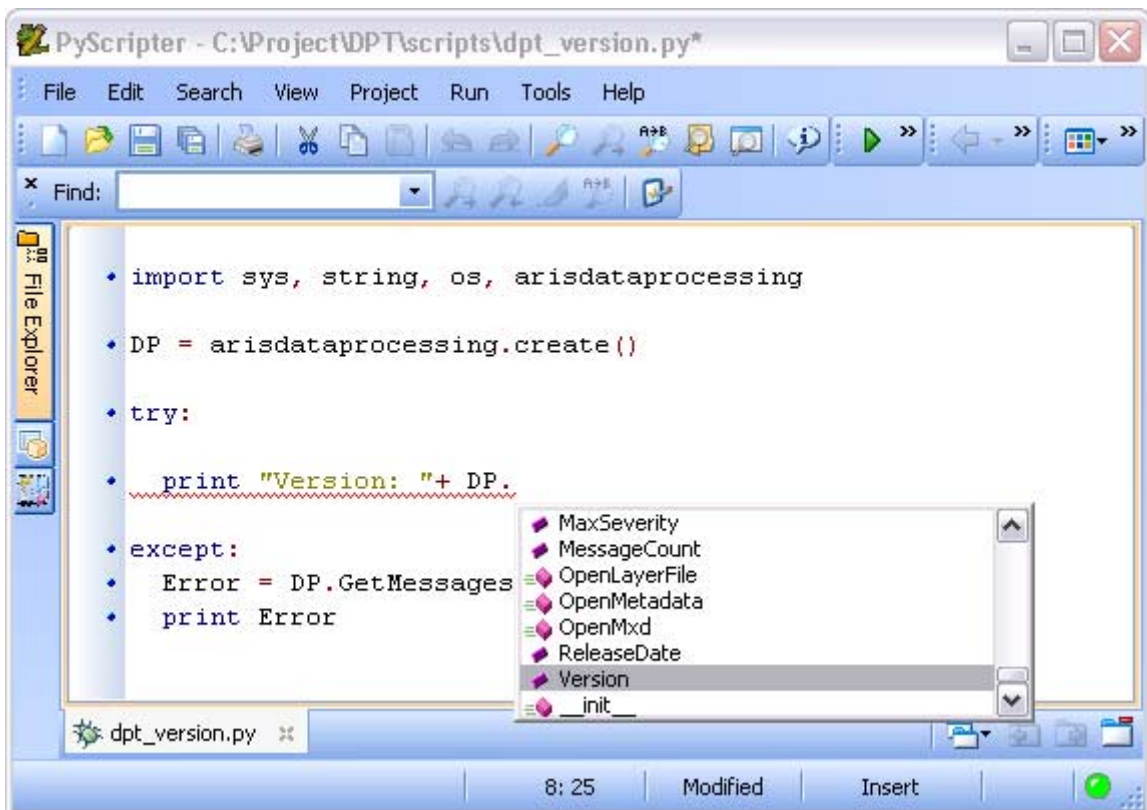 PyScripter - C:\Project\DPT\scripts\dpt_version.py*
File Edit Search View Project Run Tools Help
Find:
File Explorer
import sys, string, os, arisdataprocessing
DP = arisdataprocessing.create()
try:
print "Version: "+ DP.
except:
Error = DP.GetMessages
print Error
MaxSeverity
MessageCount
OpenLayerFile
OpenMetadata
OpenMxd
ReleaseDate
Version
__init__
dpt_version.py
8: 25 Modified Insert